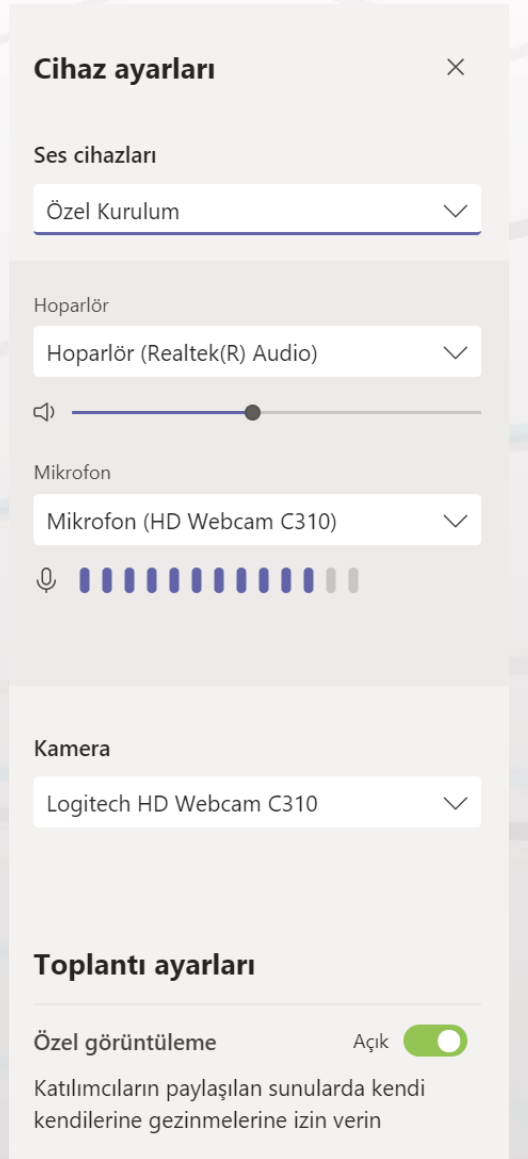 Cihaz ayarları
Ses cihazları
Özel Kurulum
Hoparlör
Hoparlör (Realtek(R) Audio)
Mikrofon
Mikrofon (HD Webcam C310)
Kamera
Logitech HD Webcam C310
Toplantı ayarları
Özel görüntüleme Açık
Katılımcıların paylaşılan sunularda kendi
kendilerine gezinmelerine izin verin